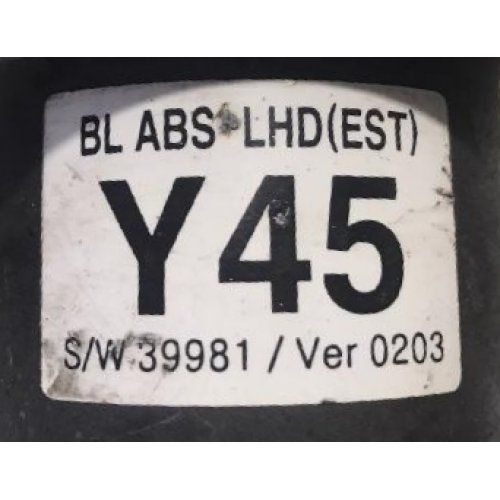 BL ABS LHD(EST)
Y45
S/W 39981 / Ver 0203